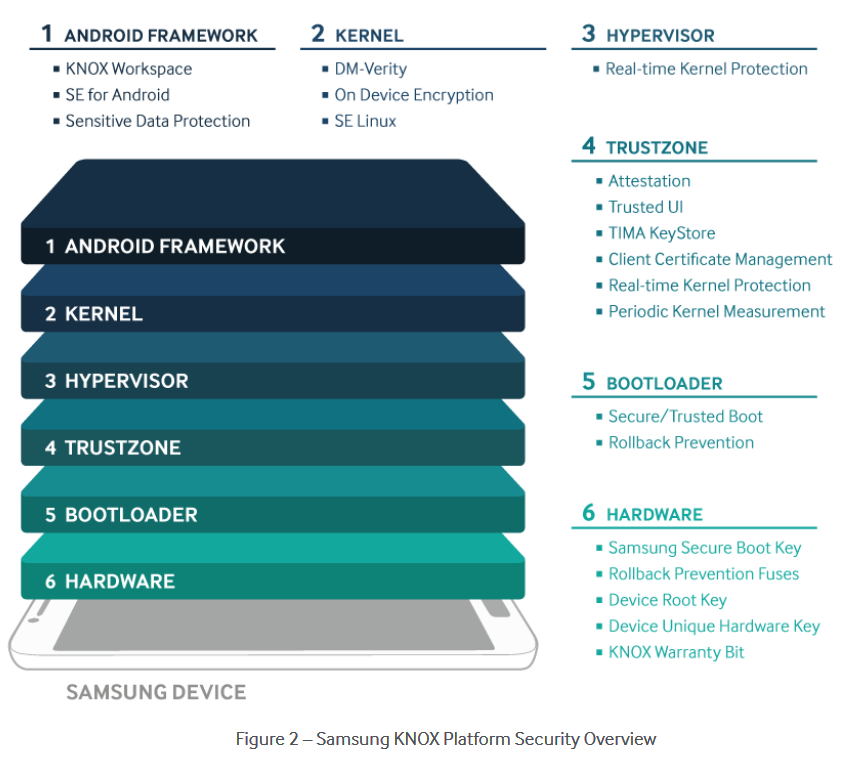 1 ANDROID FRAMEWORK
▪ KNOX Workspace
▪ SE for Android
▪ Sensitive Data Protection
2 KERNEL
▪ DM-Verity
▪ On Device Encryption
▪ SE Linux
3 HYPERVISOR
▪ Real-time Kernel Protection
4 TRUSTZONE
▪ Attestation
▪ Trusted UI
▪ TIMA KeyStore
▪ Client Certificate Management
▪ Real-time Kernel Protection
▪ Periodic Kernel Measurement
5 BOOTLOADER
▪ Secure/Trusted Boot
▪ Rollback Prevention
6 HARDWARE
▪ Samsung Secure Boot Key
▪ Rollback Prevention Fuses
▪ Device Root Key
▪ Device Unique Hardware Key
▪ KNOX Warranty Bit
1 ANDROID FRAMEWORK
2 KERNEL
3 HYPERVISOR
4 TRUSTZONE
5 BOOTLOADER
6 HARDWARE
SAMSUNG DEVICE
Figure 2 – Samsung KNOX Platform Security Overview